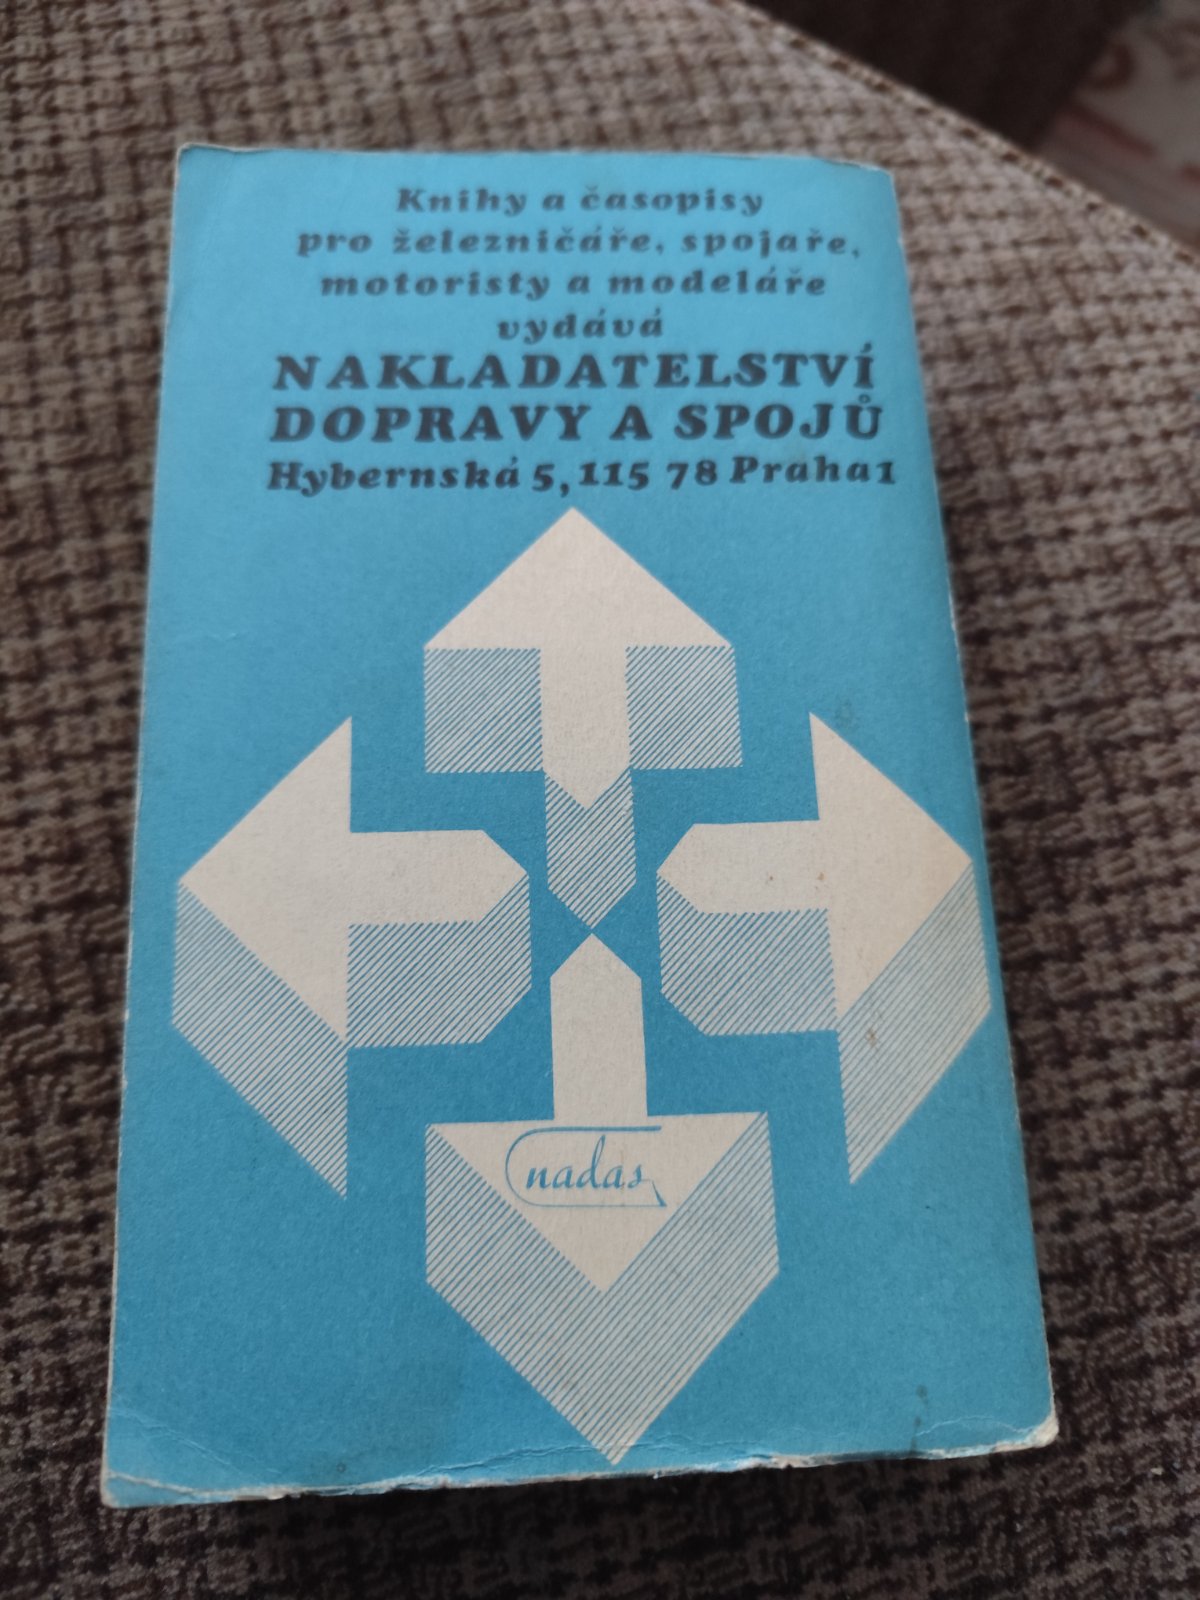 Knihy a časopisy
pro železničáře, spojaře,
motoristy a modeláře
vydává
NAKLADATELSTVÍ
DOPRAVY A SPOJŮ
Hybernská 5, 115 78 Praha 1
nadas